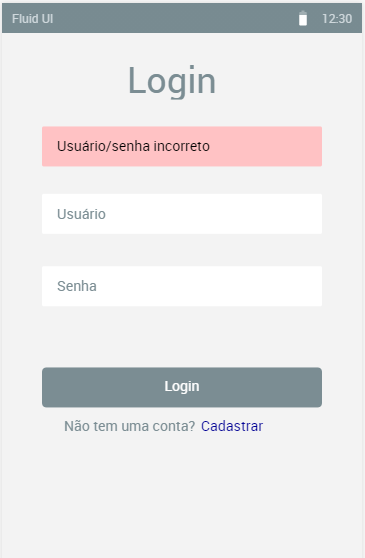 Fluid UI 12:30
Login
Usuário/senha incorreto
Usuário
Senha
Login
Não tem uma conta? Cadastrar